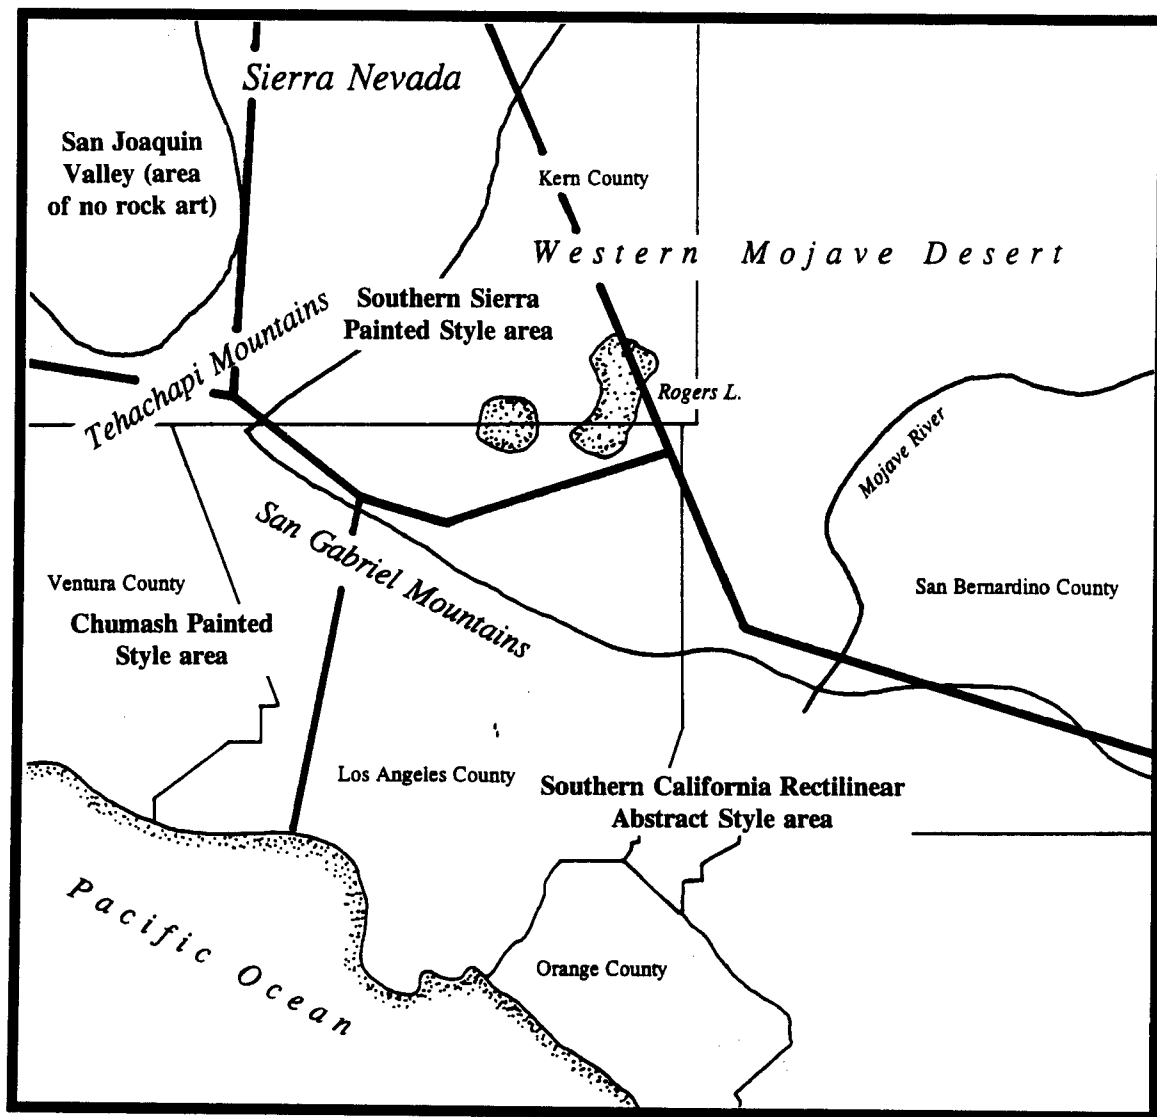 Sierra Nevada
San Joaquin
Valley (area
of no rock art)
Kern County
Western Mojave Desert
Southern Sierra
Painted Style area
Tehachapi Mountains
Rogers L.
Mojave River
San Gabriel Mountains
Ventura County
San Bernardino County
Chumash Painted
Style area
Los Angeles County
Southern California Rectilinear
Abstract Style area
Pacific Ocean
Orange County